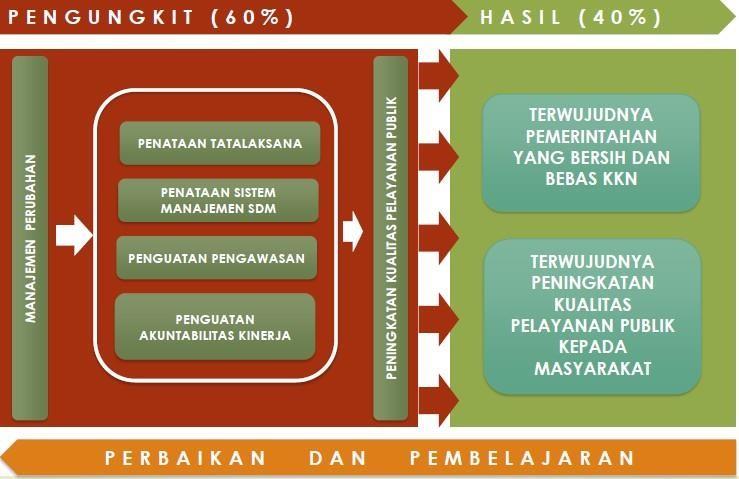 PENGUNGKIT (60%)
HASIL (40%)
MANAJEMEN PERUBAHAN
PENATAAN TATALAKSANA
PENATAAN SISTEM
MANAJEMEN SDM
PENGUATAN PENGAWASAN
PENGUATAN
AKUNTABILITAS KINERJA
PENINGKATAN KUALITAS PELAYANAN PUBLIK
TERWUJUDNYA
PEMERINTAHAN
YANG BERSIH DAN
BEBAS KKN
TERWUJUDNYA
PENINGKATAN
KUALITAS
PELAYANAN PUBLIK
KEPADA
MASYARAKAT
PERBAIKAN DAN PEMBELAJARAN